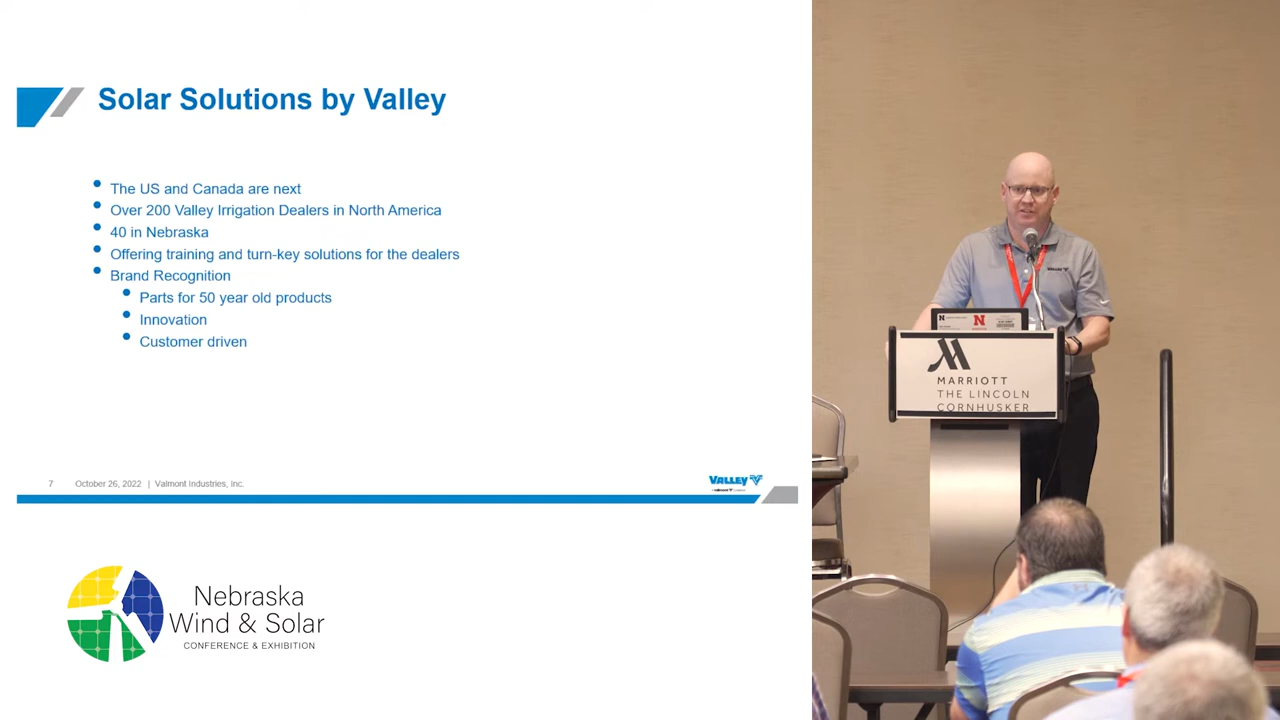 Solar Solutions by Valley
The US and Canada are next
Over 200 Valley Irrigation Dealers in North America
40 in Nebraska
Offering training and turn-key solutions for the dealers
Brand Recognition
Parts for 50 year old products
Innovation
Customer driven
7 October 26, 2022 | Valmont Industries, Inc.
VALLEY
Nebraska
Wind & Solar
CONFERENCE & EXHIBITION
VALLEY
N
N
MARRIOTT
THE LINCOLN
CORNHUSKER